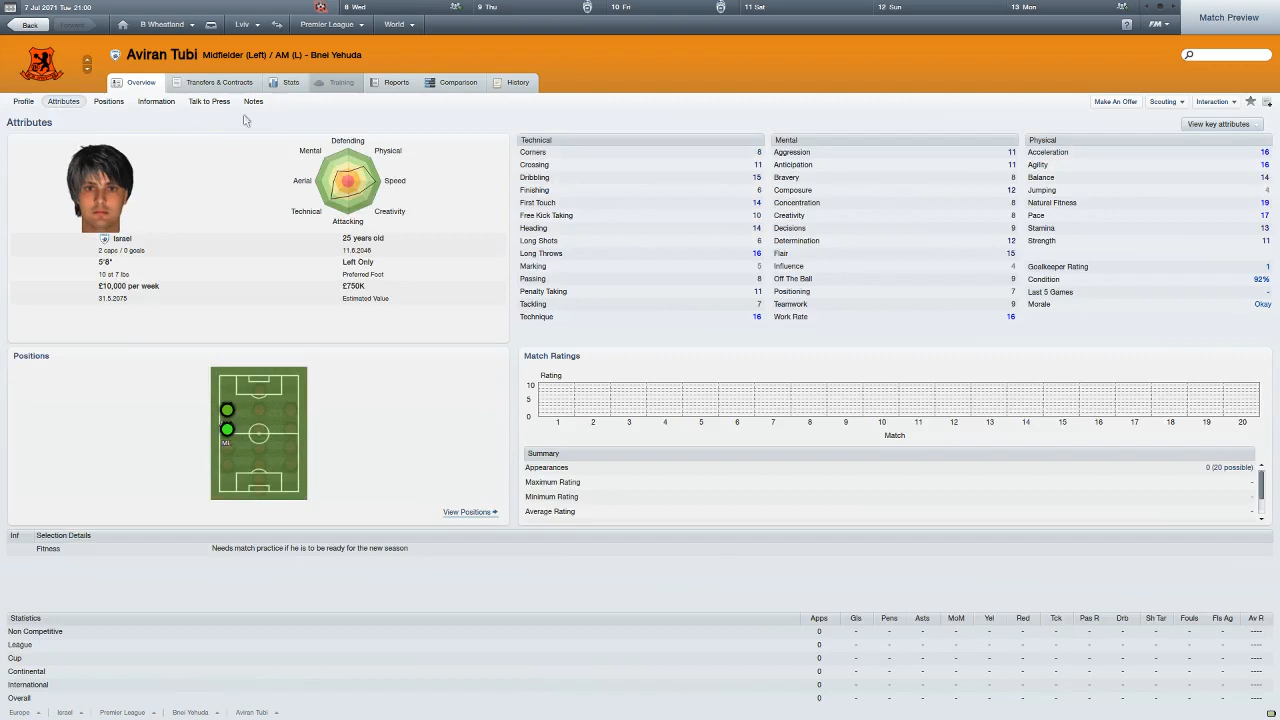 7 Jul 2071 Tue 21:00
8 Wed
9 Thu
10 Fri
11 Sat
12 Sun
13 Mon
Back
Forward
B Wheatland
Lviv
Premier League
World
?
FM
Match Preview
Aviran Tubi Midfielder (Left) / AM (L) - Bnei Yehuda
Overview
Transfers & Contracts
Stats
Training
Reports
Comparison
History
Profile
Attributes
Positions
Information
Talk to Press
Notes
Make An Offer
Scouting
Interaction
Attributes
View key attributes
Defending
Mental
Physical
Aerial
Speed
Technical
Creativity
Attacking
Israel
2 caps / 0 goals
25 years old
11.6.2046
5'8"
10 st 7 lbs
Left Only
Preferred Foot
£10,000 per week
31.5.2075
£750K
Estimated Value
Technical
Corners 8
Crossing 11
Dribbling 15
Finishing 6
First Touch 14
Free Kick Taking 10
Heading 14
Long Shots 6
Long Throws 16
Marking 5
Passing 8
Penalty Taking 11
Tackling 7
Technique 16
Mental
Aggression 11
Anticipation 11
Bravery 8
Composure 12
Concentration 8
Creativity 8
Decisions 9
Determination 12
Flair 15
Influence 4
Off The Ball 9
Positioning 7
Teamwork 9
Work Rate 16
Physical
Acceleration 16
Agility 16
Balance 14
Jumping 4
Natural Fitness 19
Pace 17
Stamina 13
Strength 11
Goalkeeper Rating 1
Condition 92%
Last 5 Games -
Morale Okay
Positions
ML
View Positions
Match Ratings
Rating
10
5
0
1 2 3 4 5 6 7 8 9 10 11 12 13 14 15 16 17 18 19 20
Match
Summary
Appearances 0 (20 possible)
Maximum Rating -
Minimum Rating -
Average Rating -
Inf Selection Details
Fitness Needs match practice if he is to be ready for the new season
Statistics Apps Gls Pens Asts MoM Yel Red Tck Pas R Drb Sh Tar Fouls Fls Ag Av R
Non Competitive 0 - - - - - - - - - - - - ----
League 0 - - - - - - - - - - - - ----
Cup 0 - - - - - - - - - - - - ----
Continental 0 - - - - - - - - - - - - ----
International 0 - - - - - - - - - - - - ----
Overall 0 - - - - - - - - - - - - ----
Europe
Israel
Premier League
Bnei Yehuda
Aviran Tubi